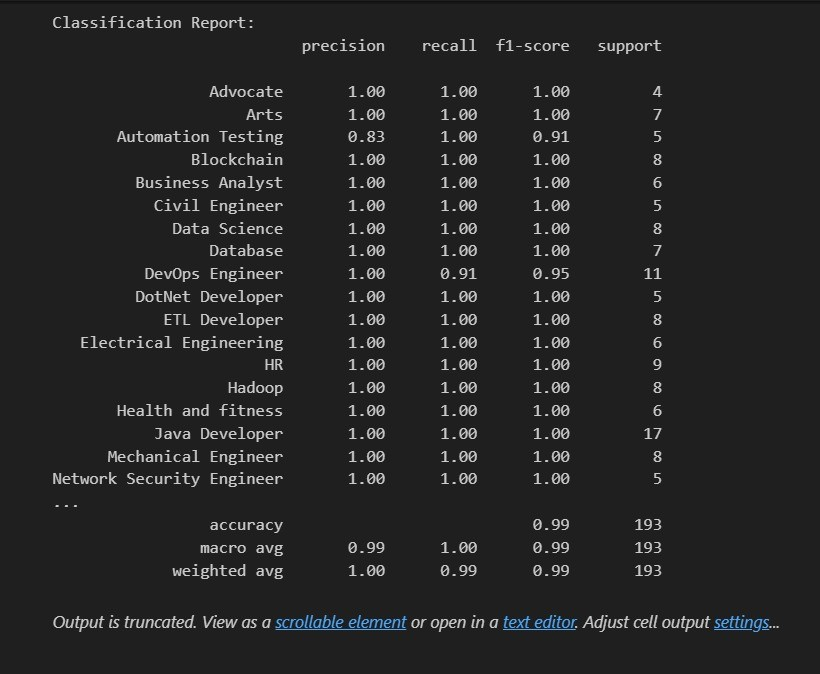 Classification Report:
precision recall f1-score support
Advocate 1.00 1.00 1.00 4
Arts 1.00 1.00 1.00 7
Automation Testing 0.83 1.00 0.91 5
Blockchain 1.00 1.00 1.00 8
Business Analyst 1.00 1.00 1.00 6
Civil Engineer 1.00 1.00 1.00 5
Data Science 1.00 1.00 1.00 8
Database 1.00 1.00 1.00 7
DevOps Engineer 1.00 0.91 0.95 11
DotNet Developer 1.00 1.00 1.00 5
ETL Developer 1.00 1.00 1.00 8
Electrical Engineering 1.00 1.00 1.00 6
HR 1.00 1.00 1.00 9
Hadoop 1.00 1.00 1.00 8
Health and fitness 1.00 1.00 1.00 6
Java Developer 1.00 1.00 1.00 17
Mechanical Engineer 1.00 1.00 1.00 8
Network Security Engineer 1.00 1.00 1.00 5
...
accuracy 0.99 193
macro avg 0.99 1.00 0.99 193
weighted avg 1.00 0.99 0.99 193
Output is truncated. View as a scrollable element or open in a text editor. Adjust cell output settings...